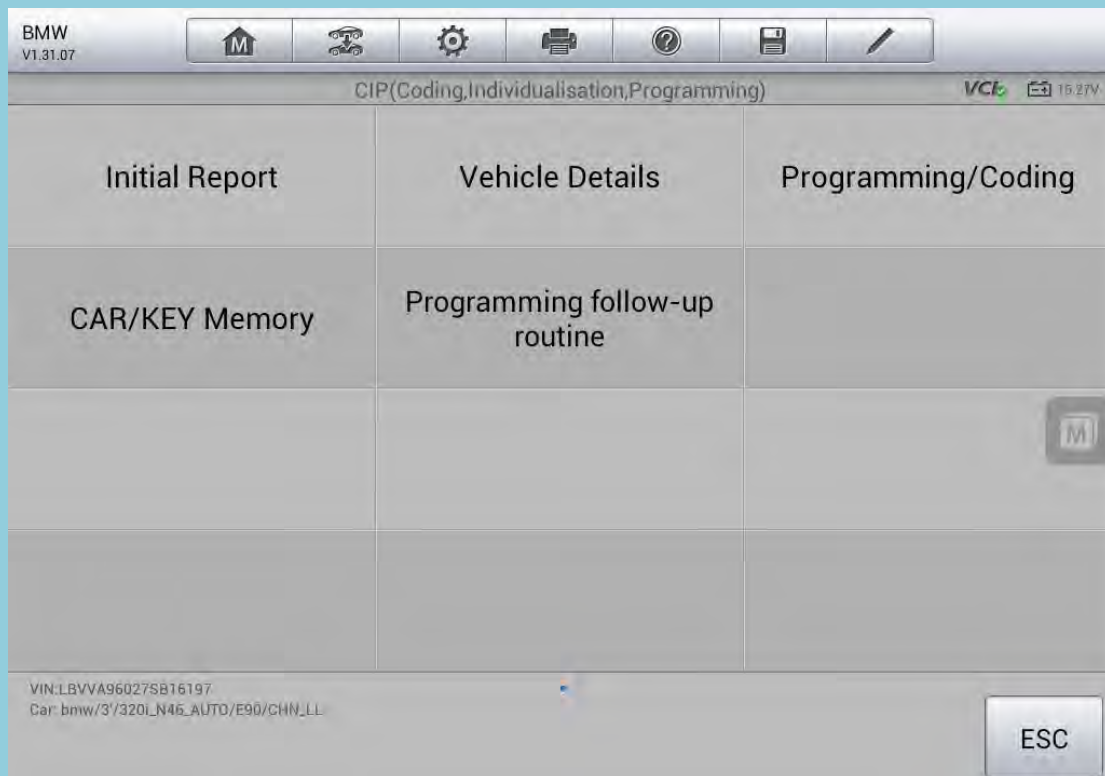 BMW
V1.31.07
M
CIP(Coding,Individualisation,Programming)
VCI
15.27V
Initial Report
Vehicle Details
Programming/Coding
CAR/KEY Memory
Programming follow-up
routine
M
VIN:LBVVA96027SB16197
Car: bmw/3'/320i_N46_AUTO/E90/CHN_LL
ESC